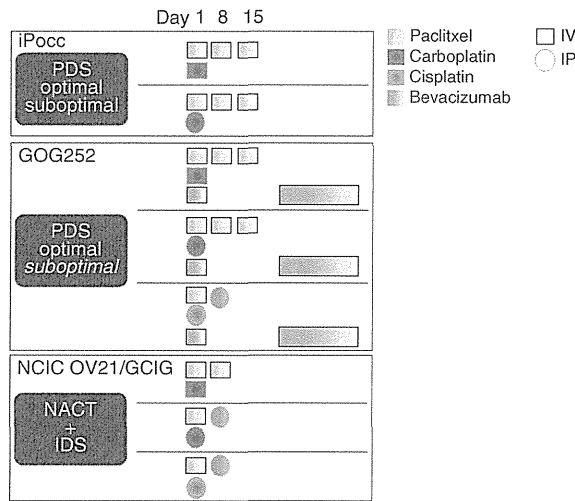 Day 1 8 15
iPocc
PDS
optimal
suboptimal
Paclitxel
Carboplatin
Cisplatin
Bevacizumab
IV
IP
GOG252
PDS
optimal
suboptimal
NCIC OV21/GCIG
NACT
+
IDS